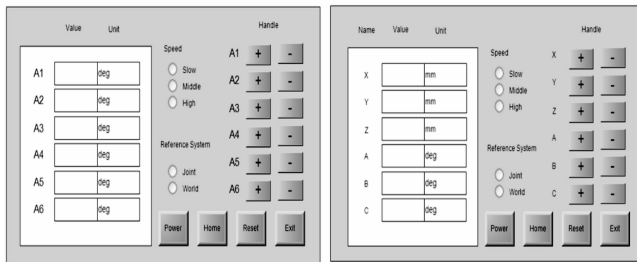 Value Unit Handle
Speed
A1 deg Slow A1 + -
Middle
A2 deg High A2 + -
A3 deg A3 + -
Reference System
A4 deg A4 + -
Joint
A5 deg World A5 + -
A6 deg A6 + -
Power Home Reset Exit
Name Value Unit Handle
Speed
X mm Slow X + -
Middle
Y mm High Y + -
Z mm Z + -
Reference System
A deg A + -
Joint
B deg World B + -
C deg C + -
Power Home Reset Exit